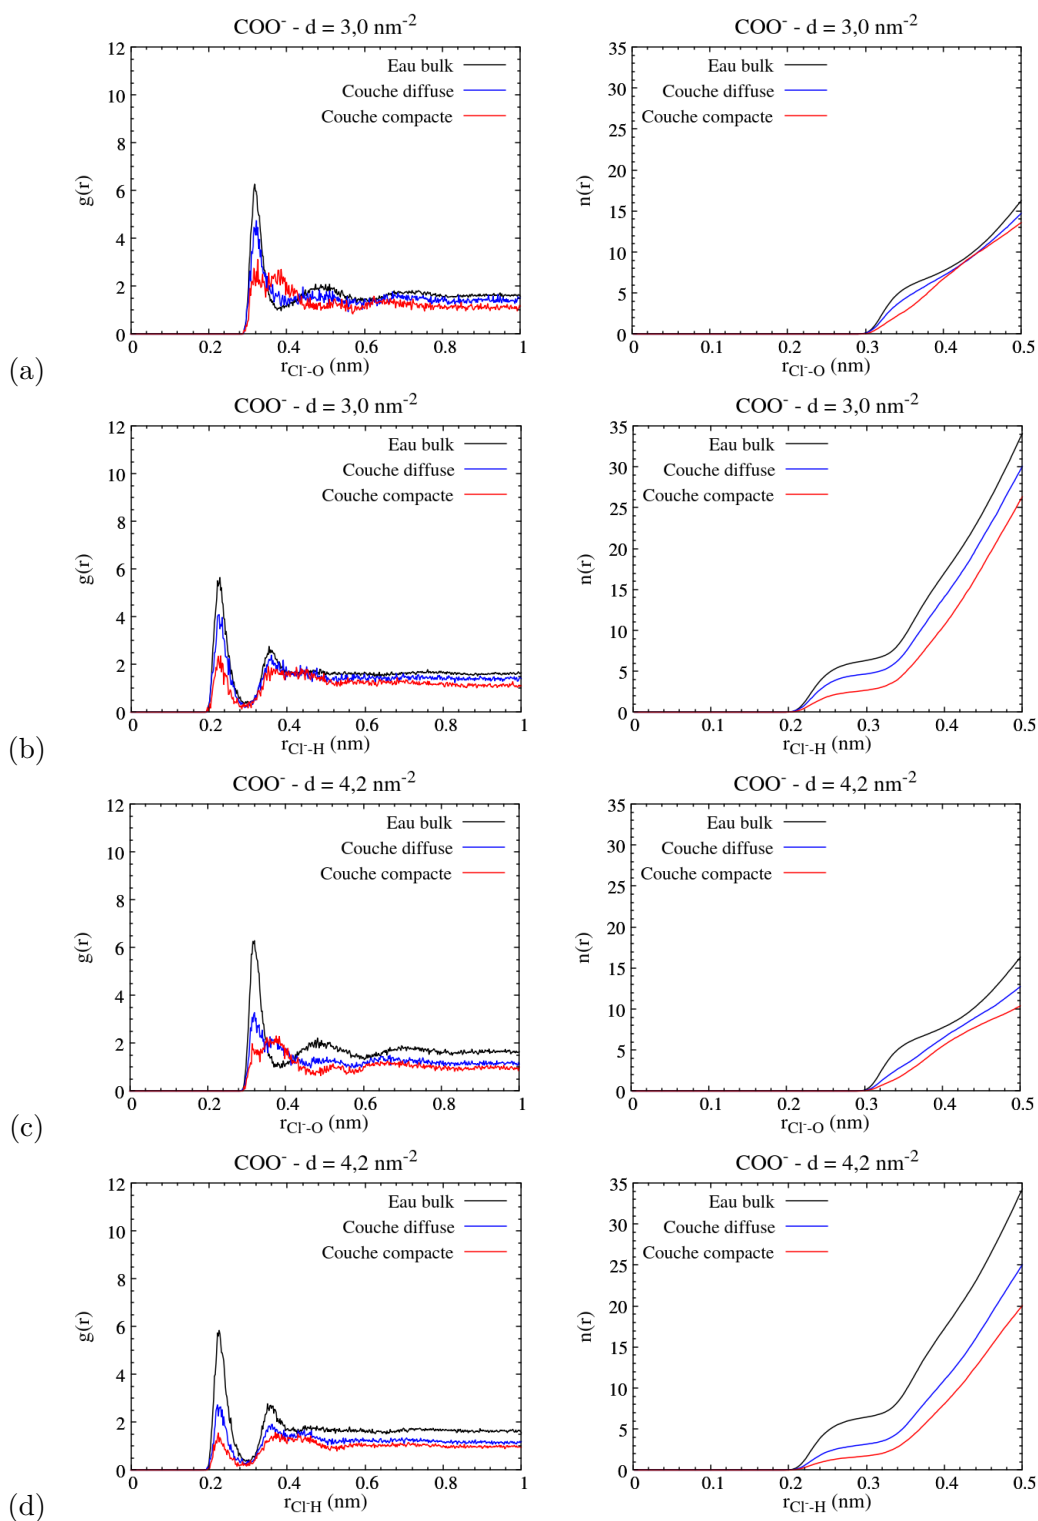 COO⁻ - d = 3,0 nm⁻²
12
10
8
6
4
2
0
g(r)
Eau bulk
Couche diffuse
Couche compacte
0 0.2 0.4 0.6 0.8 1
r_Cl⁻-O (nm)
COO⁻ - d = 3,0 nm⁻²
35
30
25
20
15
10
5
0
n(r)
Eau bulk
Couche diffuse
Couche compacte
0 0.1 0.2 0.3 0.4 0.5
r_Cl⁻-O (nm)
(a)
COO⁻ - d = 3,0 nm⁻²
12
10
8
6
4
2
0
g(r)
Eau bulk
Couche diffuse
Couche compacte
0 0.2 0.4 0.6 0.8 1
r_Cl⁻-H (nm)
COO⁻ - d = 3,0 nm⁻²
35
30
25
20
15
10
5
0
n(r)
Eau bulk
Couche diffuse
Couche compacte
0 0.1 0.2 0.3 0.4 0.5
r_Cl⁻-H (nm)
(b)
COO⁻ - d = 4,2 nm⁻²
12
10
8
6
4
2
0
g(r)
Eau bulk
Couche diffuse
Couche compacte
0 0.2 0.4 0.6 0.8 1
r_Cl⁻-O (nm)
COO⁻ - d = 4,2 nm⁻²
35
30
25
20
15
10
5
0
n(r)
Eau bulk
Couche diffuse
Couche compacte
0 0.1 0.2 0.3 0.4 0.5
r_Cl⁻-O (nm)
(c)
COO⁻ - d = 4,2 nm⁻²
12
10
8
6
4
2
0
g(r)
Eau bulk
Couche diffuse
Couche compacte
0 0.2 0.4 0.6 0.8 1
r_Cl⁻H (nm)
COO⁻ - d = 4,2 nm⁻²
35
30
25
20
15
10
5
0
n(r)
Eau bulk
Couche diffuse
Couche compacte
0 0.1 0.2 0.3 0.4 0.5
r_Cl⁻-H (nm)
(d)